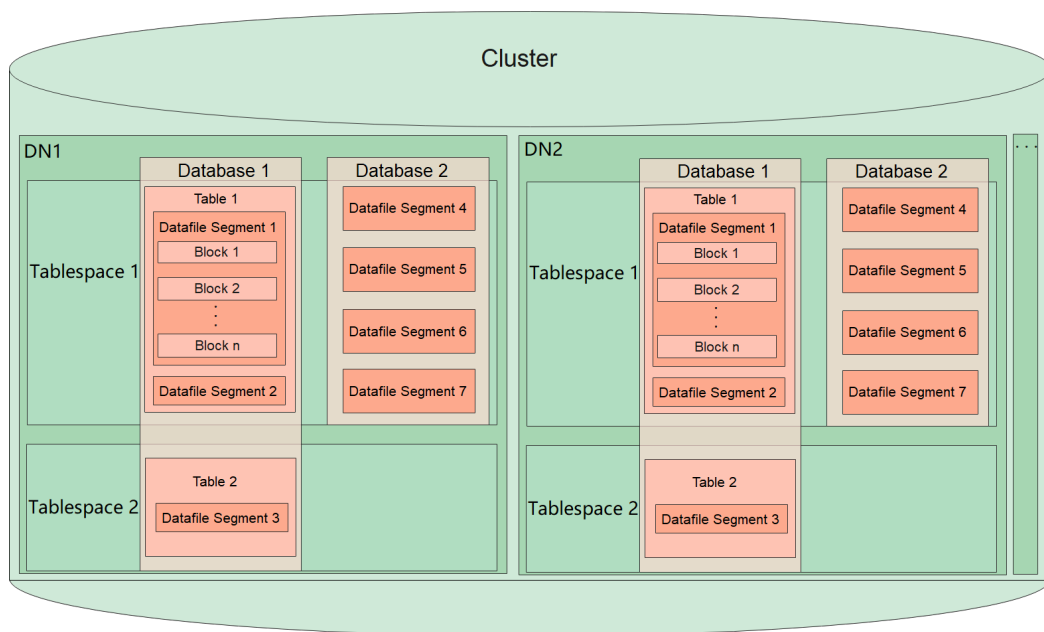 Cluster
DN1
Database 1
Database 2
Tablespace 1
Table 1
Datafile Segment 1
Block 1
Block 2
. . .
Block n
Datafile Segment 2
Datafile Segment 4
Datafile Segment 5
Datafile Segment 6
Datafile Segment 7
Tablespace 2
Table 2
Datafile Segment 3
DN2
Database 1
Database 2
Tablespace 1
Table 1
Datafile Segment 1
Block 1
Block 2
. . .
Block n
Datafile Segment 2
Datafile Segment 4
Datafile Segment 5
Datafile Segment 6
Datafile Segment 7
Tablespace 2
Table 2
Datafile Segment 3
. . .